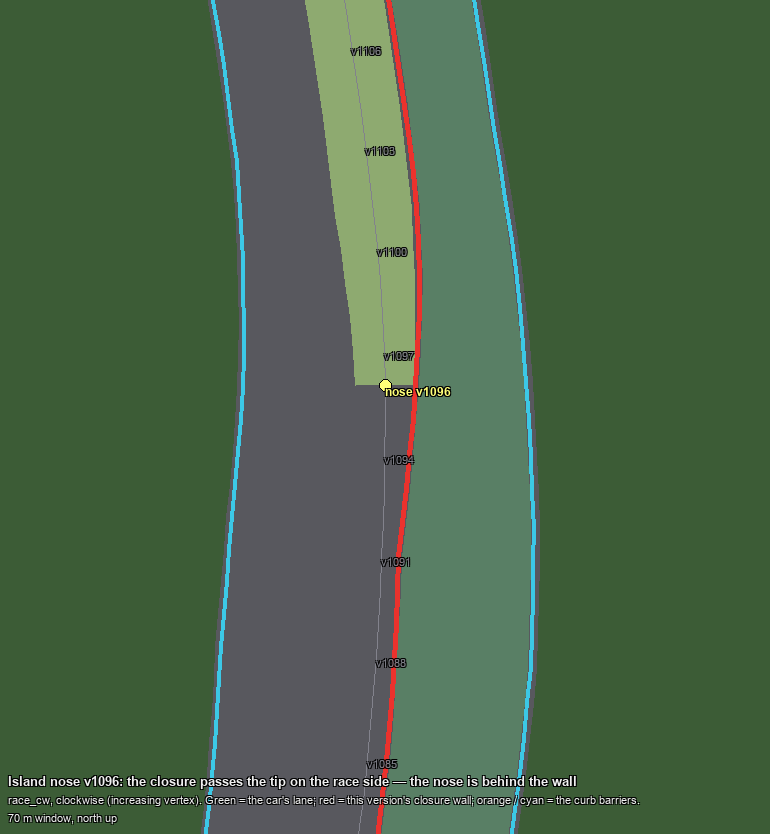 v1106
v1103
v1100
v1097
nose v1096
v1094
v1091
v1088
v1085
Island nose v1096: the closure passes the tip on the race side — the nose is behind the wall
race_cw, clockwise (increasing vertex). Green = the car's lane; red = this version's closure wall; orange / cyan = the curb barriers.
70 m window, north up